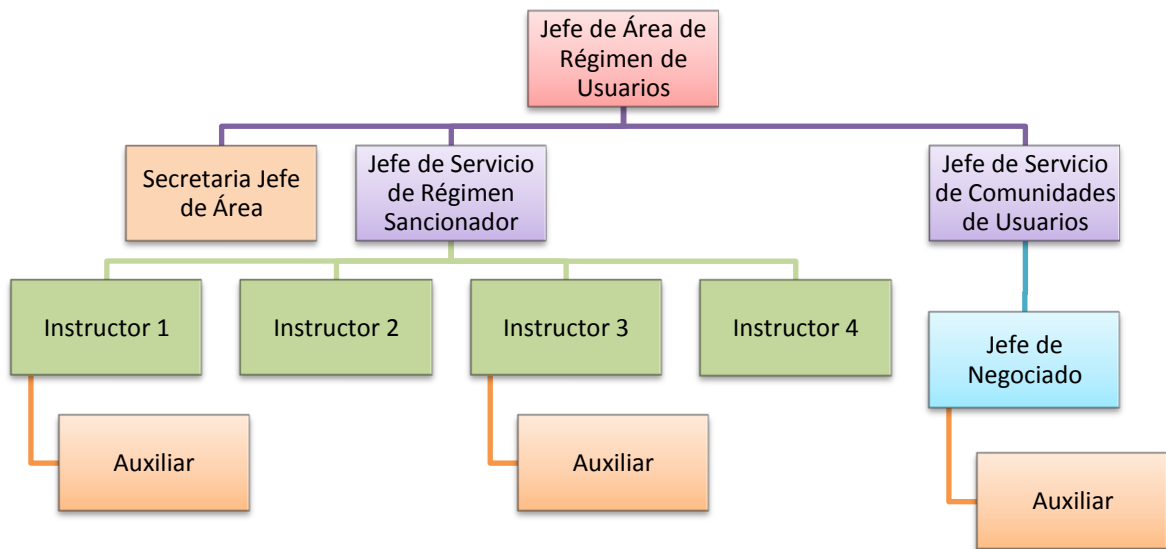 Jefe de Área de
Régimen de
Usuarios
Secretaria Jefe
de Área
Jefe de Servicio
de Régimen
Sancionador
Jefe de Servicio
de Comunidades
de Usuarios
Instructor 1
Instructor 2
Instructor 3
Instructor 4
Jefe de
Negociado
Auxiliar
Auxiliar
Auxiliar